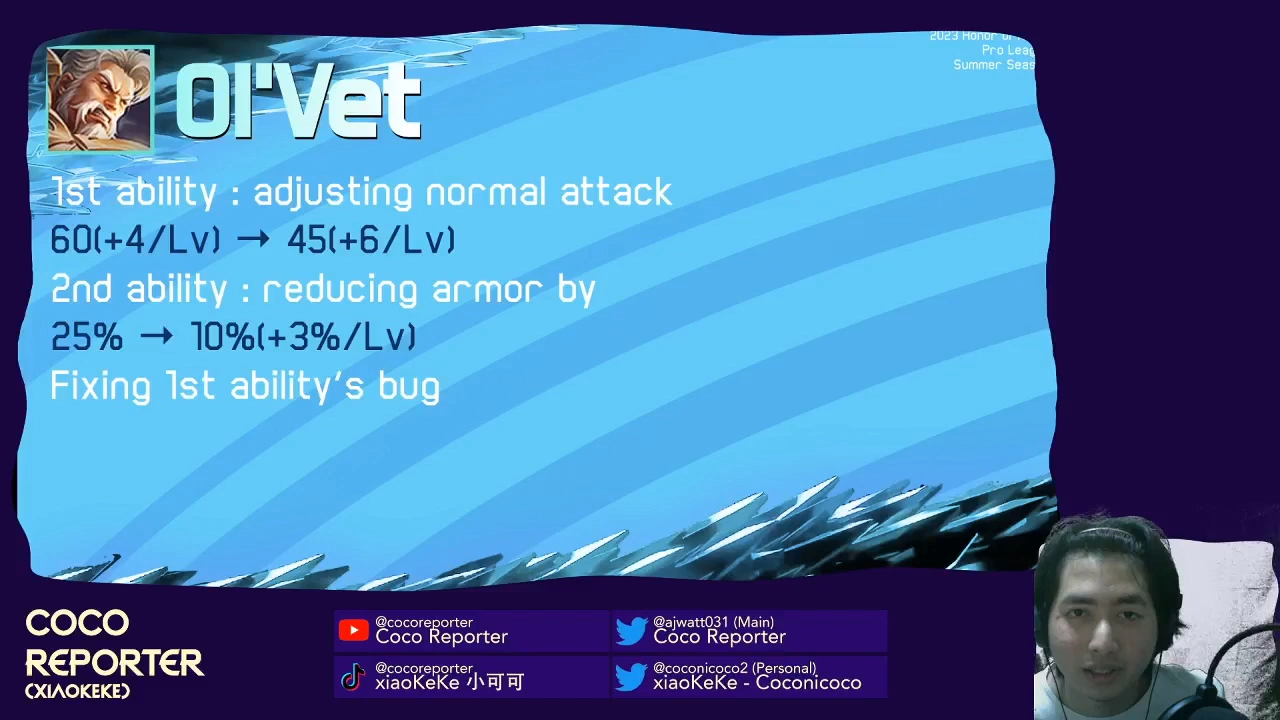 2023 Honor of
Pro Leag
Summer Seas
Ol'Vet
1st ability : adjusting normal attack
60(+4/Lv) → 45(+6/Lv)
2nd ability : reducing armor by
25% → 10%(+3%/Lv)
Fixing 1st ability's bug
COCO
REPORTER
(XIAOKEKE)
@cocoreporter
Coco Reporter
@ajwatt031 (Main)
Coco Reporter
@cocoreporter_
xiaoKeKe 小可可
@coconicoco2 (Personal)
xiaoKeKe - Coconicoco